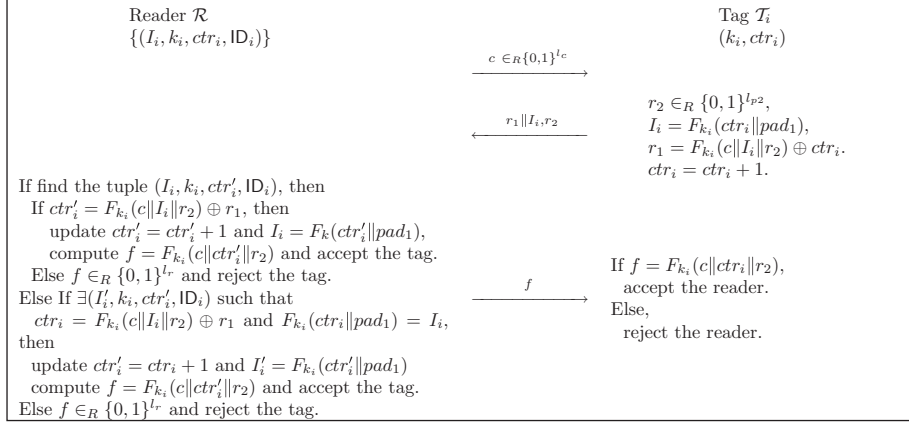 Reader R
{(I_i, k_i, ctr_i, ID_i)}
Tag T_i
(k_i, ctr_i)
c ∈_R {0,1}^{l_c}
r_2 ∈_R {0,1}^{l_{p2}},
I_i = F_{k_i}(ctr_i‖pad_1),
r_1 = F_{k_i}(c‖I_i‖r_2) ⊕ ctr_i.
ctr_i = ctr_i + 1.
r_1‖I_i,r_2
If find the tuple (I_i, k_i, ctr'_i, ID_i), then
If ctr'_i = F_{k_i}(c‖I_i‖r_2) ⊕ r_1, then
update ctr'_i = ctr'_i + 1 and I_i = F_k(ctr'_i‖pad_1),
compute f = F_{k_i}(c‖ctr'_i‖r_2) and accept the tag.
Else f ∈_R {0,1}^{l_r} and reject the tag.
Else If ∃(I'_i, k_i, ctr'_i, ID_i) such that
ctr_i = F_{k_i}(c‖I_i‖r_2) ⊕ r_1 and F_{k_i}(ctr_i‖pad_1) = I_i,
then
update ctr'_i = ctr_i + 1 and I'_i = F_{k_i}(ctr'_i‖pad_1)
compute f = F_{k_i}(c‖ctr'_i‖r_2) and accept the tag.
Else f ∈_R {0,1}^{l_r} and reject the tag.
f
If f = F_{k_i}(c‖ctr_i‖r_2),
accept the reader.
Else,
reject the reader.